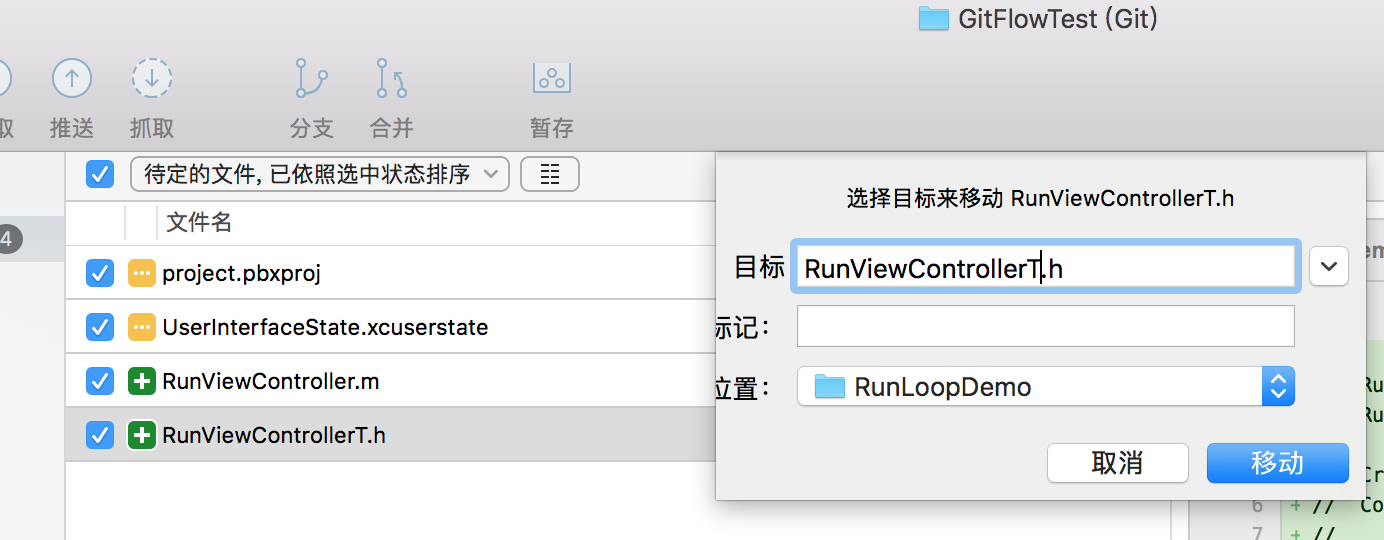 GitFlowTest (Git)
取 推送 抓取 分支 合并 暂存
待定的文件, 已依照选中状态排序
文件名
4
project.pbxproj
UserInterfaceState.xcuserstate
RunViewController.m
RunViewControllerT.h
选择目标来移动 RunViewControllerT.h
目标 RunViewControllerT.h
标记：
位置： RunLoopDemo
取消 移动
em
Ru
Ru
Cr
6 + // Co
7 + //